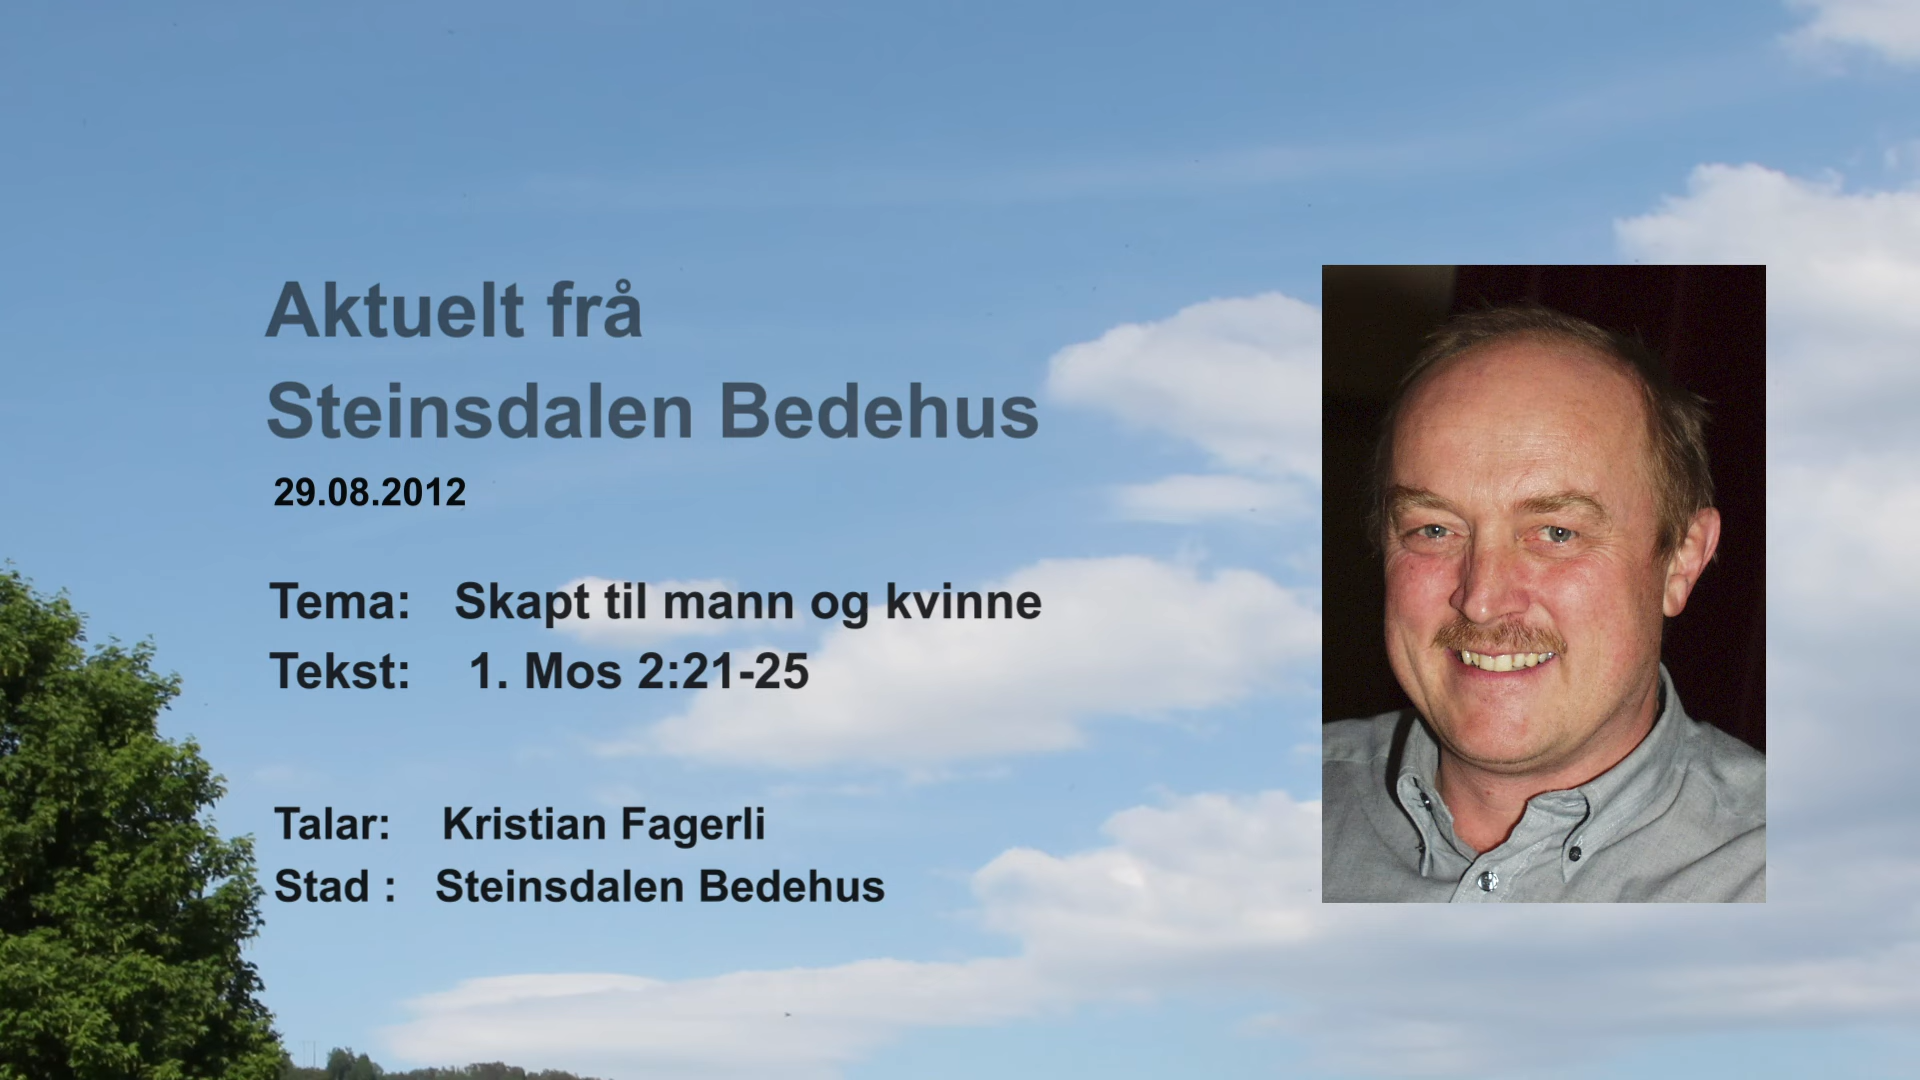 Aktuelt frå
Steinsdalen Bedehus
29.08.2012
Tema: Skapt til mann og kvinne
Tekst: 1. Mos 2:21-25
Talar: Kristian Fagerli
Stad : Steinsdalen Bedehus